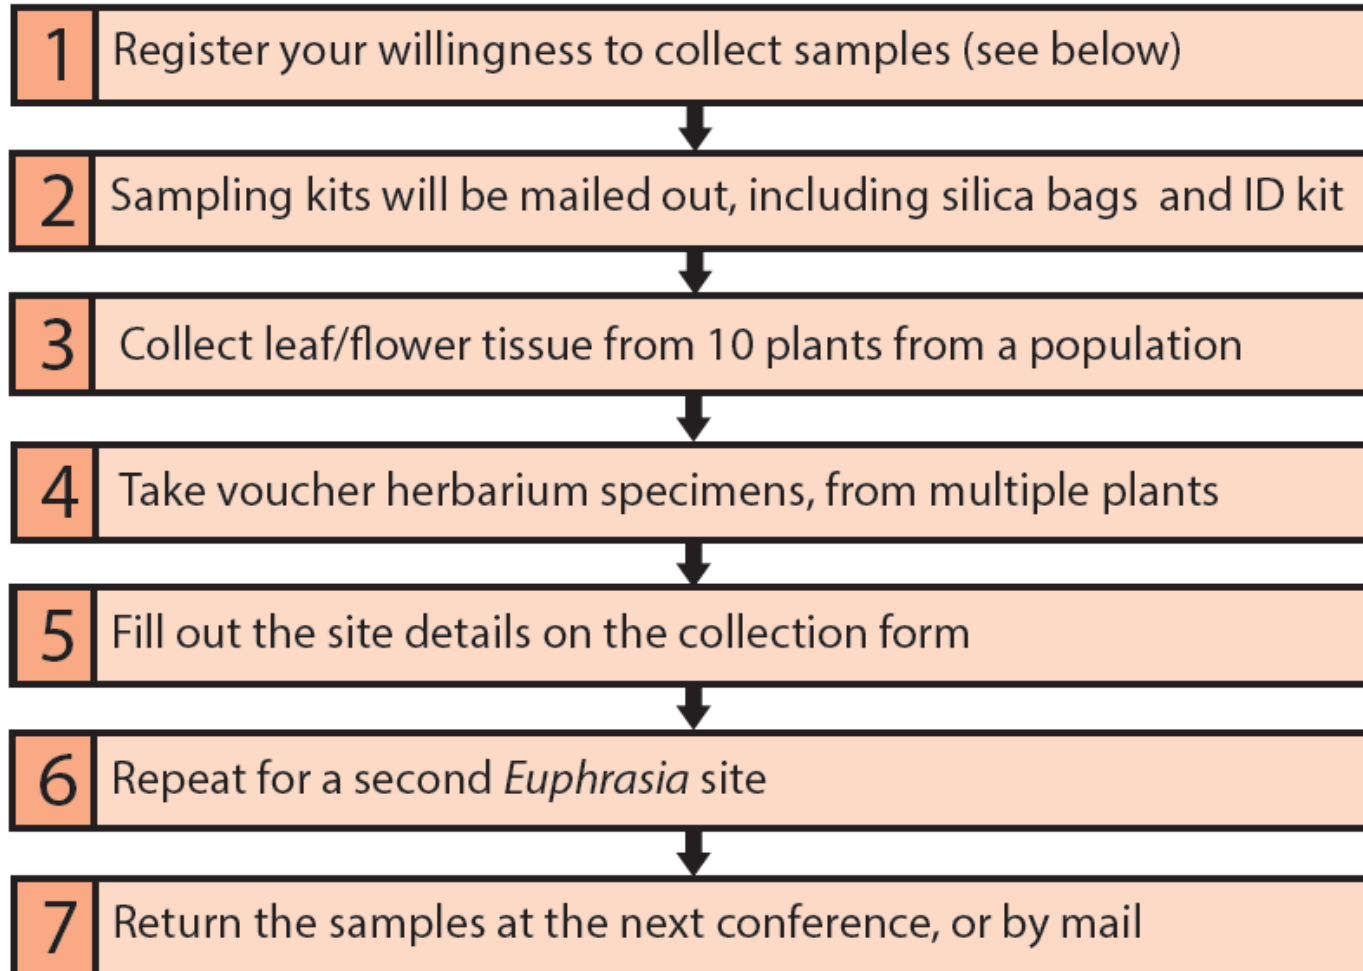 1 Register your willingness to collect samples (see below)
2 Sampling kits will be mailed out, including silica bags and ID kit
3 Collect leaf/flower tissue from 10 plants from a population
4 Take voucher herbarium specimens, from multiple plants
5 Fill out the site details on the collection form
6 Repeat for a second Euphrasia site
7 Return the samples at the next conference, or by mail